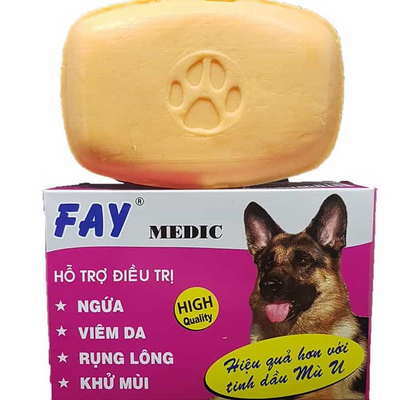 FAY®
MEDIC
HỖ TRỢ ĐIỀU TRỊ
★ NGỨA
★ VIÊM DA
★ RỤNG LÔNG
★ KHỬ MÙI
HIGH
Quality
Hiệu quả hơn với
tinh dầu Mù U